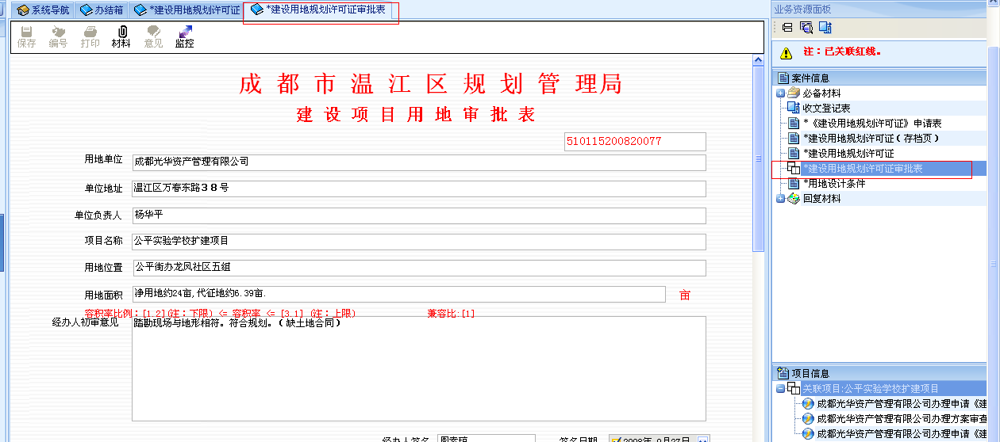 系统导航 办结箱 *建设用地规划许可证 *建设用地规划许可证审批表
保存 编号 打印 材料 意见 监控
成都市温江区规划管理局
建设项目用地审批表
510115200820077
用地单位 成都光华资产管理有限公司
单位地址 温江区万春东路38号
单位负责人 杨华平
项目名称 公平实验学校扩建项目
用地位置 公平街办龙凤社区五组
用地面积 净用地约24亩,代征地约6.39亩. 亩
容积率比例：[1.2](注：下限) <= 容积率 <= [3.1] (注：上限) 兼容比:[1]
经办人初审意见 踏勘现场与地形相符。符合规划。（缺土地合同）
经办人签名 签名日期 2008年 9月27日
业务资源面板
注：已关联红线。
案件信息
必备材料
收文登记表
*《建设用地规划许可证》申请表
*建设用地规划许可证（存档页）
*建设用地规划许可证
*建设用地规划许可证审批表
*用地设计条件
回复材料
项目信息
关联项目:公平实验学校扩建项目
成都光华资产管理有限公司办理申请《建
成都光华资产管理有限公司办理方案审查
成都光华资产管理有限公司办理申请《建